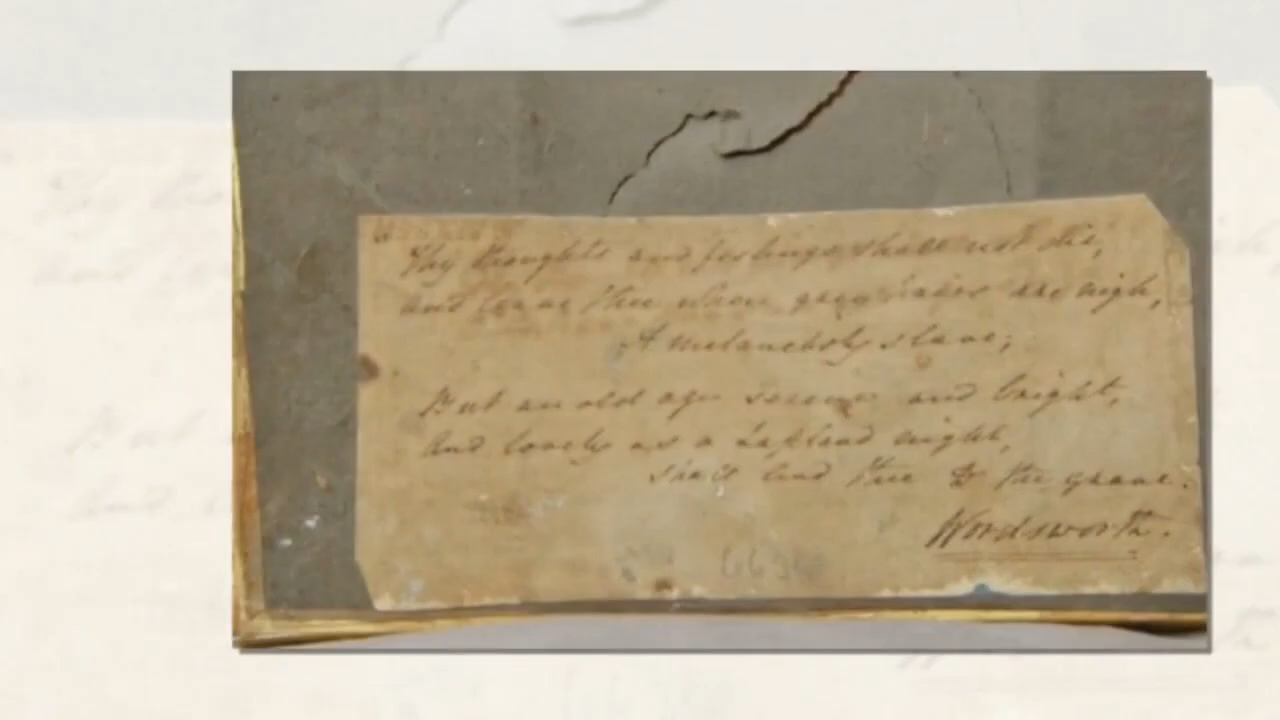 Thy thoughts and feelings shall not die,
and leave thee when grey hairs are nigh,
A melancholy slave;
But an old age serene and bright,
And lovely as a Lapland night,
shall lead thee to the grave.
Wordsworth.